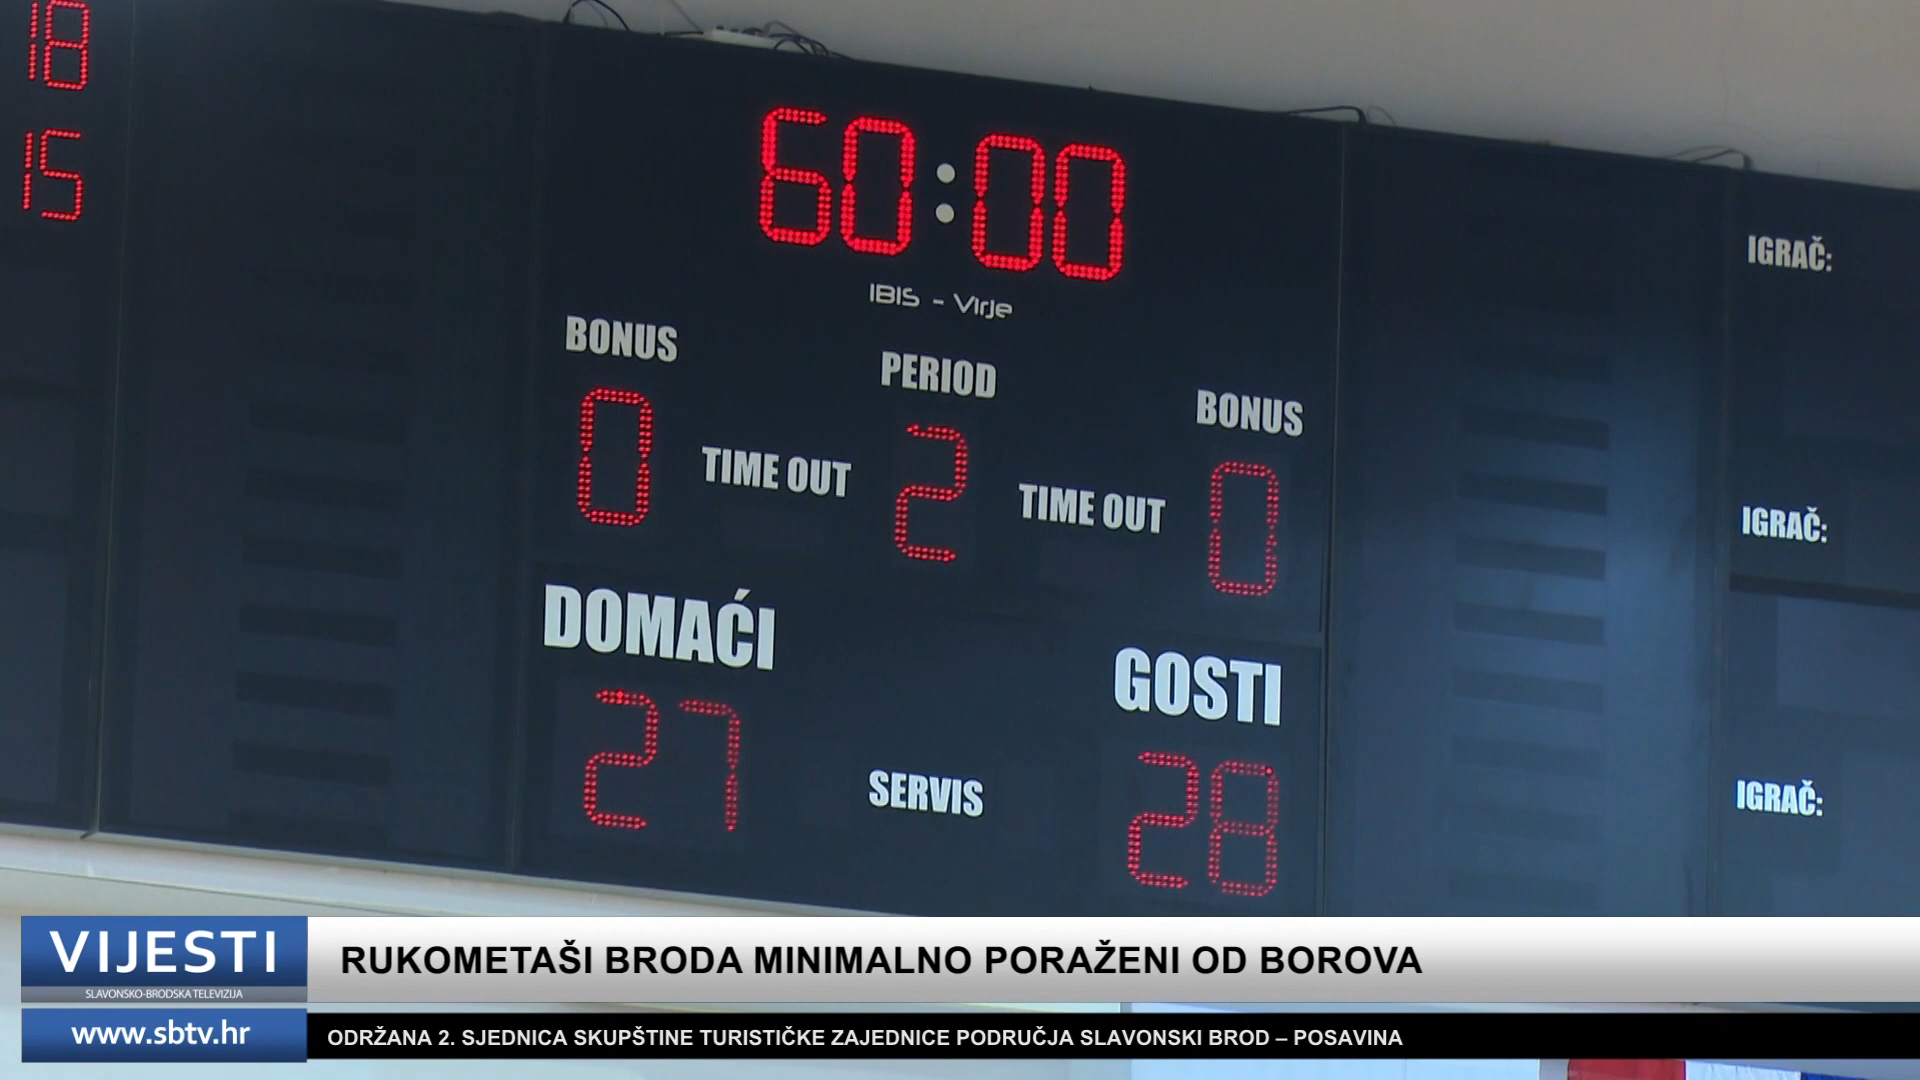 18
15
60:00
IBIS - Virje
BONUS
PERIOD
BONUS
0
TIME OUT
2
TIME OUT
0
DOMAĆI
GOSTI
27
SERVIS
28
IGRAČ:
IGRAČ:
IGRAČ:
VIJESTI
SLAVONSKO-BRODSKA TELEVIZIJA
RUKOMETAŠI BRODA MINIMALNO PORAŽENI OD BOROVA
www.sbtv.hr
ODRŽANA 2. SJEDNICA SKUPŠTINE TURISTIČKE ZAJEDNICE PODRUČJA SLAVONSKI BROD – POSAVINA